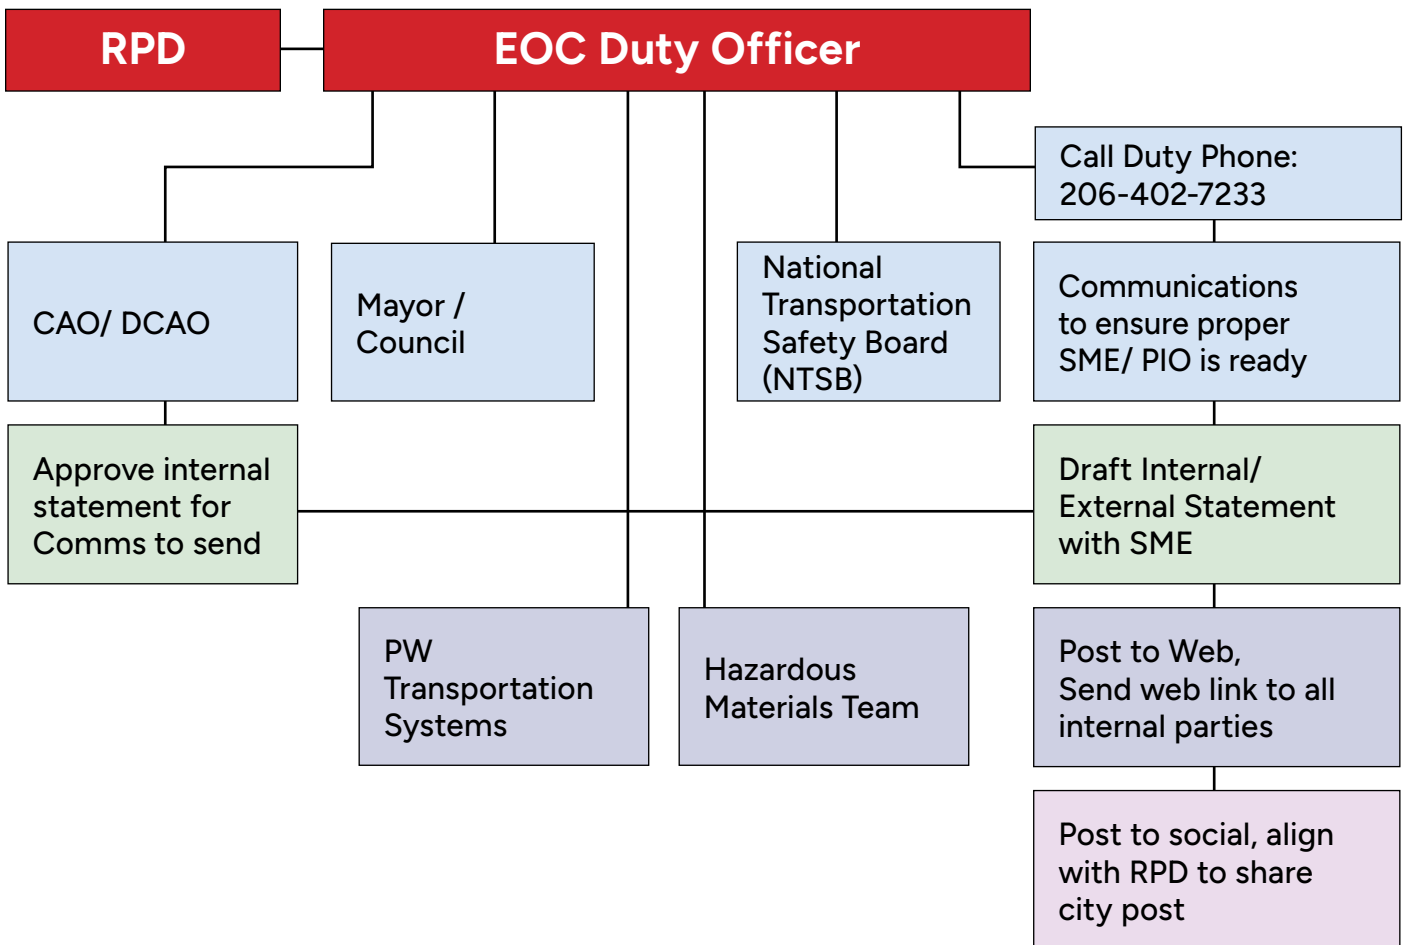 RPD
EOC Duty Officer
Call Duty Phone:
206-402-7233
CAO/ DCAO
Mayor /
Council
National
Transportation
Safety Board
(NTSB)
Communications
to ensure proper
SME/ PIO is ready
Approve internal
statement for
Comms to send
Draft Internal/
External Statement
with SME
PW
Transportation
Systems
Hazardous
Materials Team
Post to Web,
Send web link to all
internal parties
Post to social, align
with RPD to share
city post